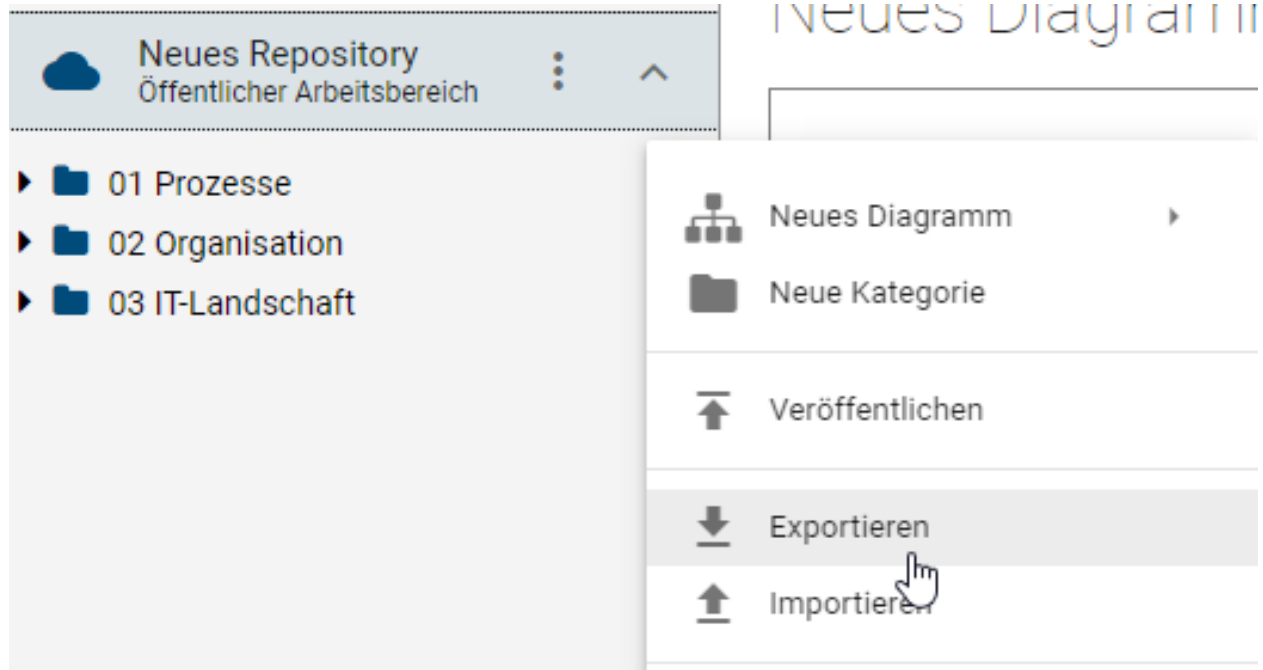 Neues Diagramm
Neues Repository
Öffentlicher Arbeitsbereich
01 Prozesse
02 Organisation
03 IT-Landschaft
Neues Diagramm
Neue Kategorie
Veröffentlichen
Exportieren
Importieren